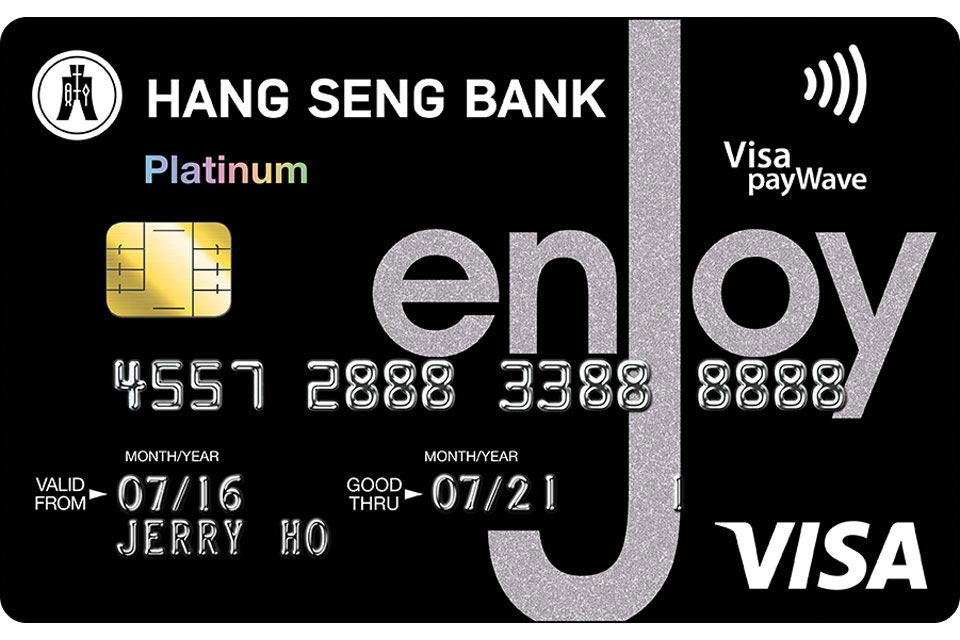 HANG SENG BANK
Platinum
Visa
payWave
enJoy
4557 2888 3388 8888
MONTH/YEAR MONTH/YEAR
VALID FROM 07/16 GOOD THRU 07/21 1
JERRY HO
VISA